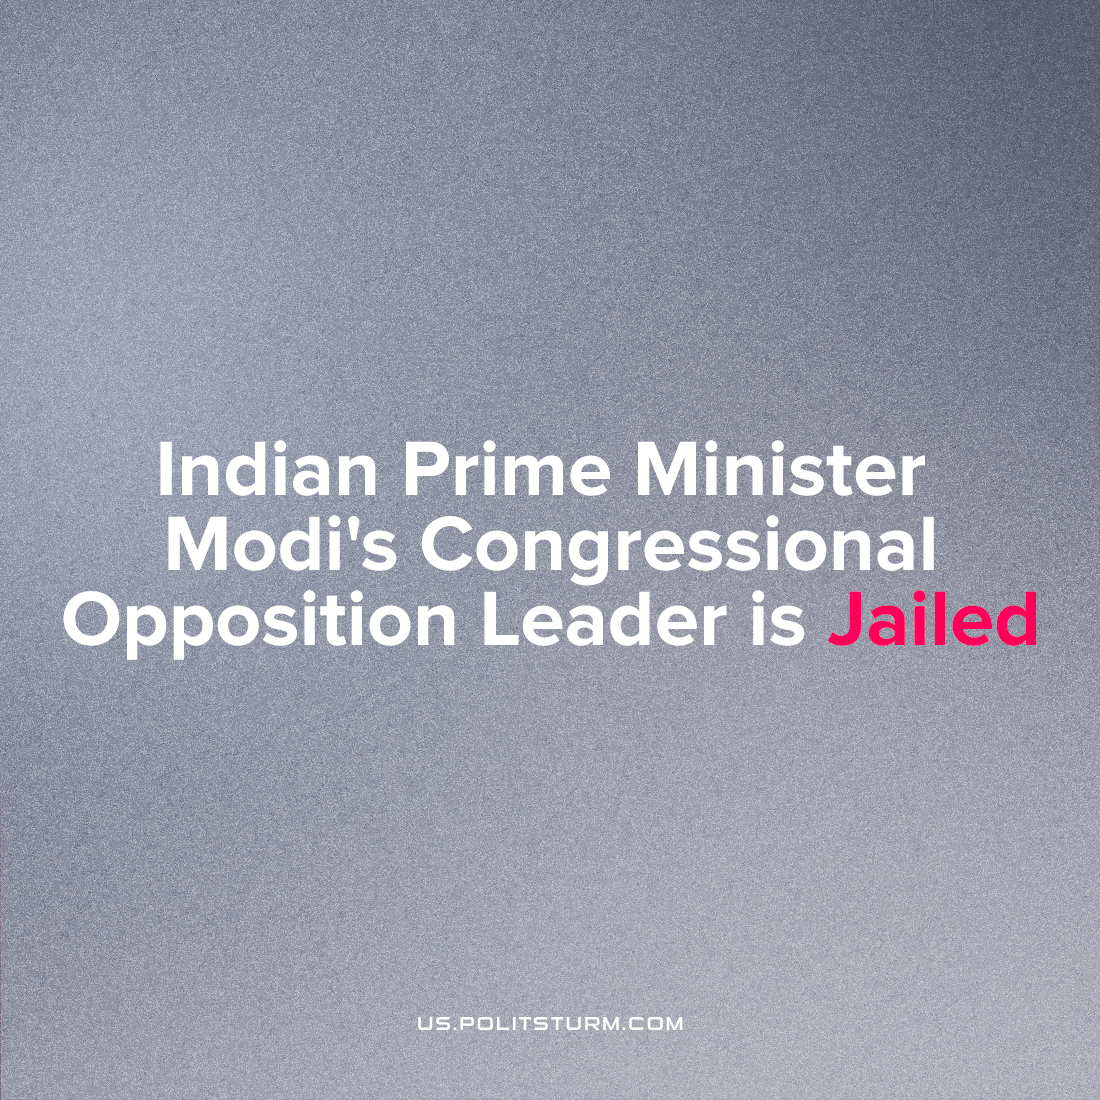 Indian Prime Minister
Modi's Congressional
Opposition Leader is Jailed
US.POLITSTURM.COM